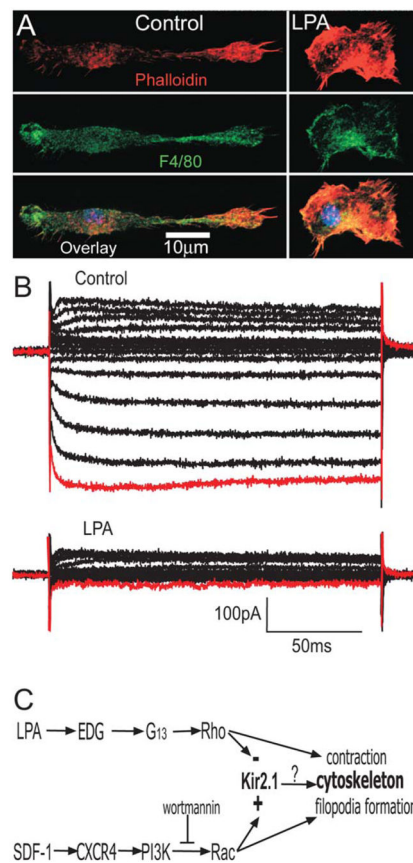 A Control LPA
Phalloidin
F4/80
Overlay 10μm
B Control
LPA
100pA
50ms
C
LPA EDG G13 Rho
- contraction
Kir2.1 ? cytoskeleton
wortmannin + filopodia formation
SDF-1 CXCR4 PI3K Rac